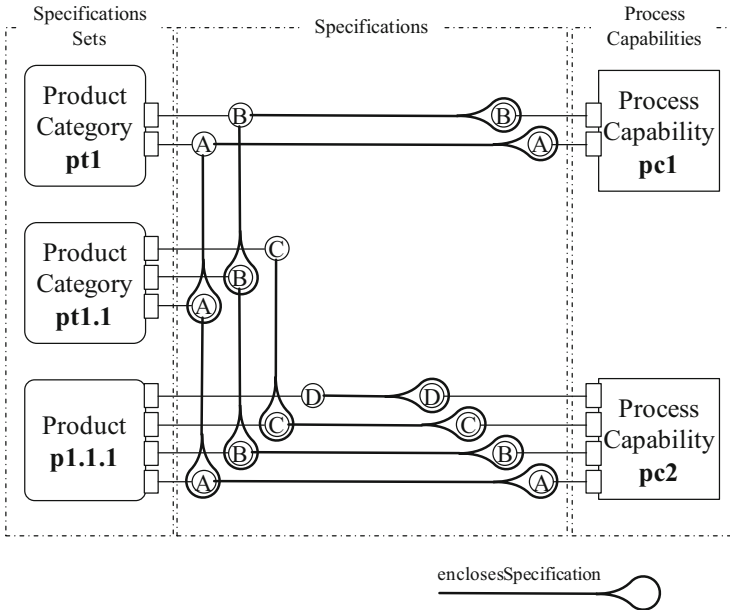 Specifications
Sets
Specifications
Process
Capabilities
Product
Category
pt1
B
B
A
A
Process
Capability
pc1
Product
Category
pt1.1
C
B
A
Product
p1.1.1
D
D
C
C
B
B
A
A
Process
Capability
pc2
enclosesSpecification